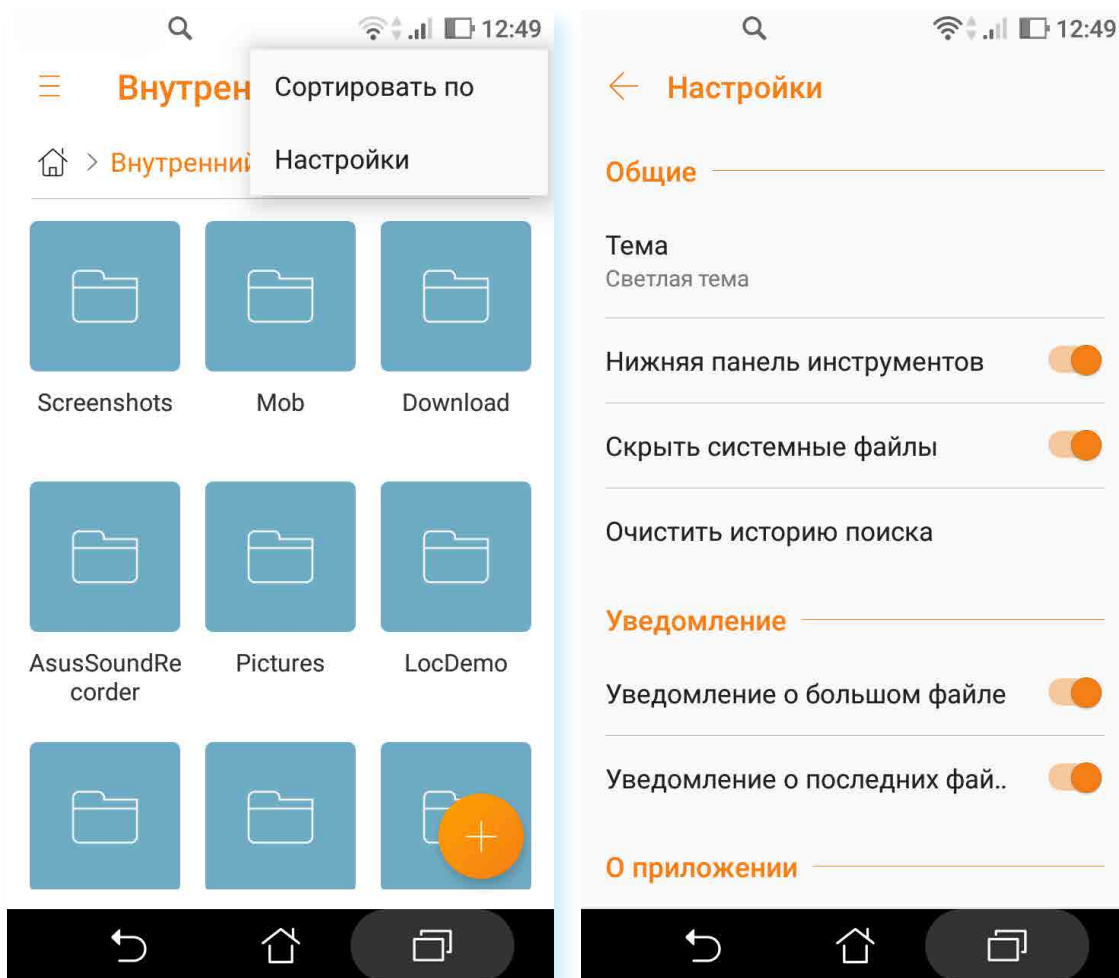 12:49
Внутрен
Сортировать по
Внутренний
Настройки
Screenshots
Mob
Download
AsusSoundRe
corder
Pictures
LocDemo
12:49
Настройки
Общие
Тема
Светлая тема
Нижняя панель инструментов
Скрыть системные файлы
Очистить историю поиска
Уведомление
Уведомление о большом файле
Уведомление о последних фай..
О приложении